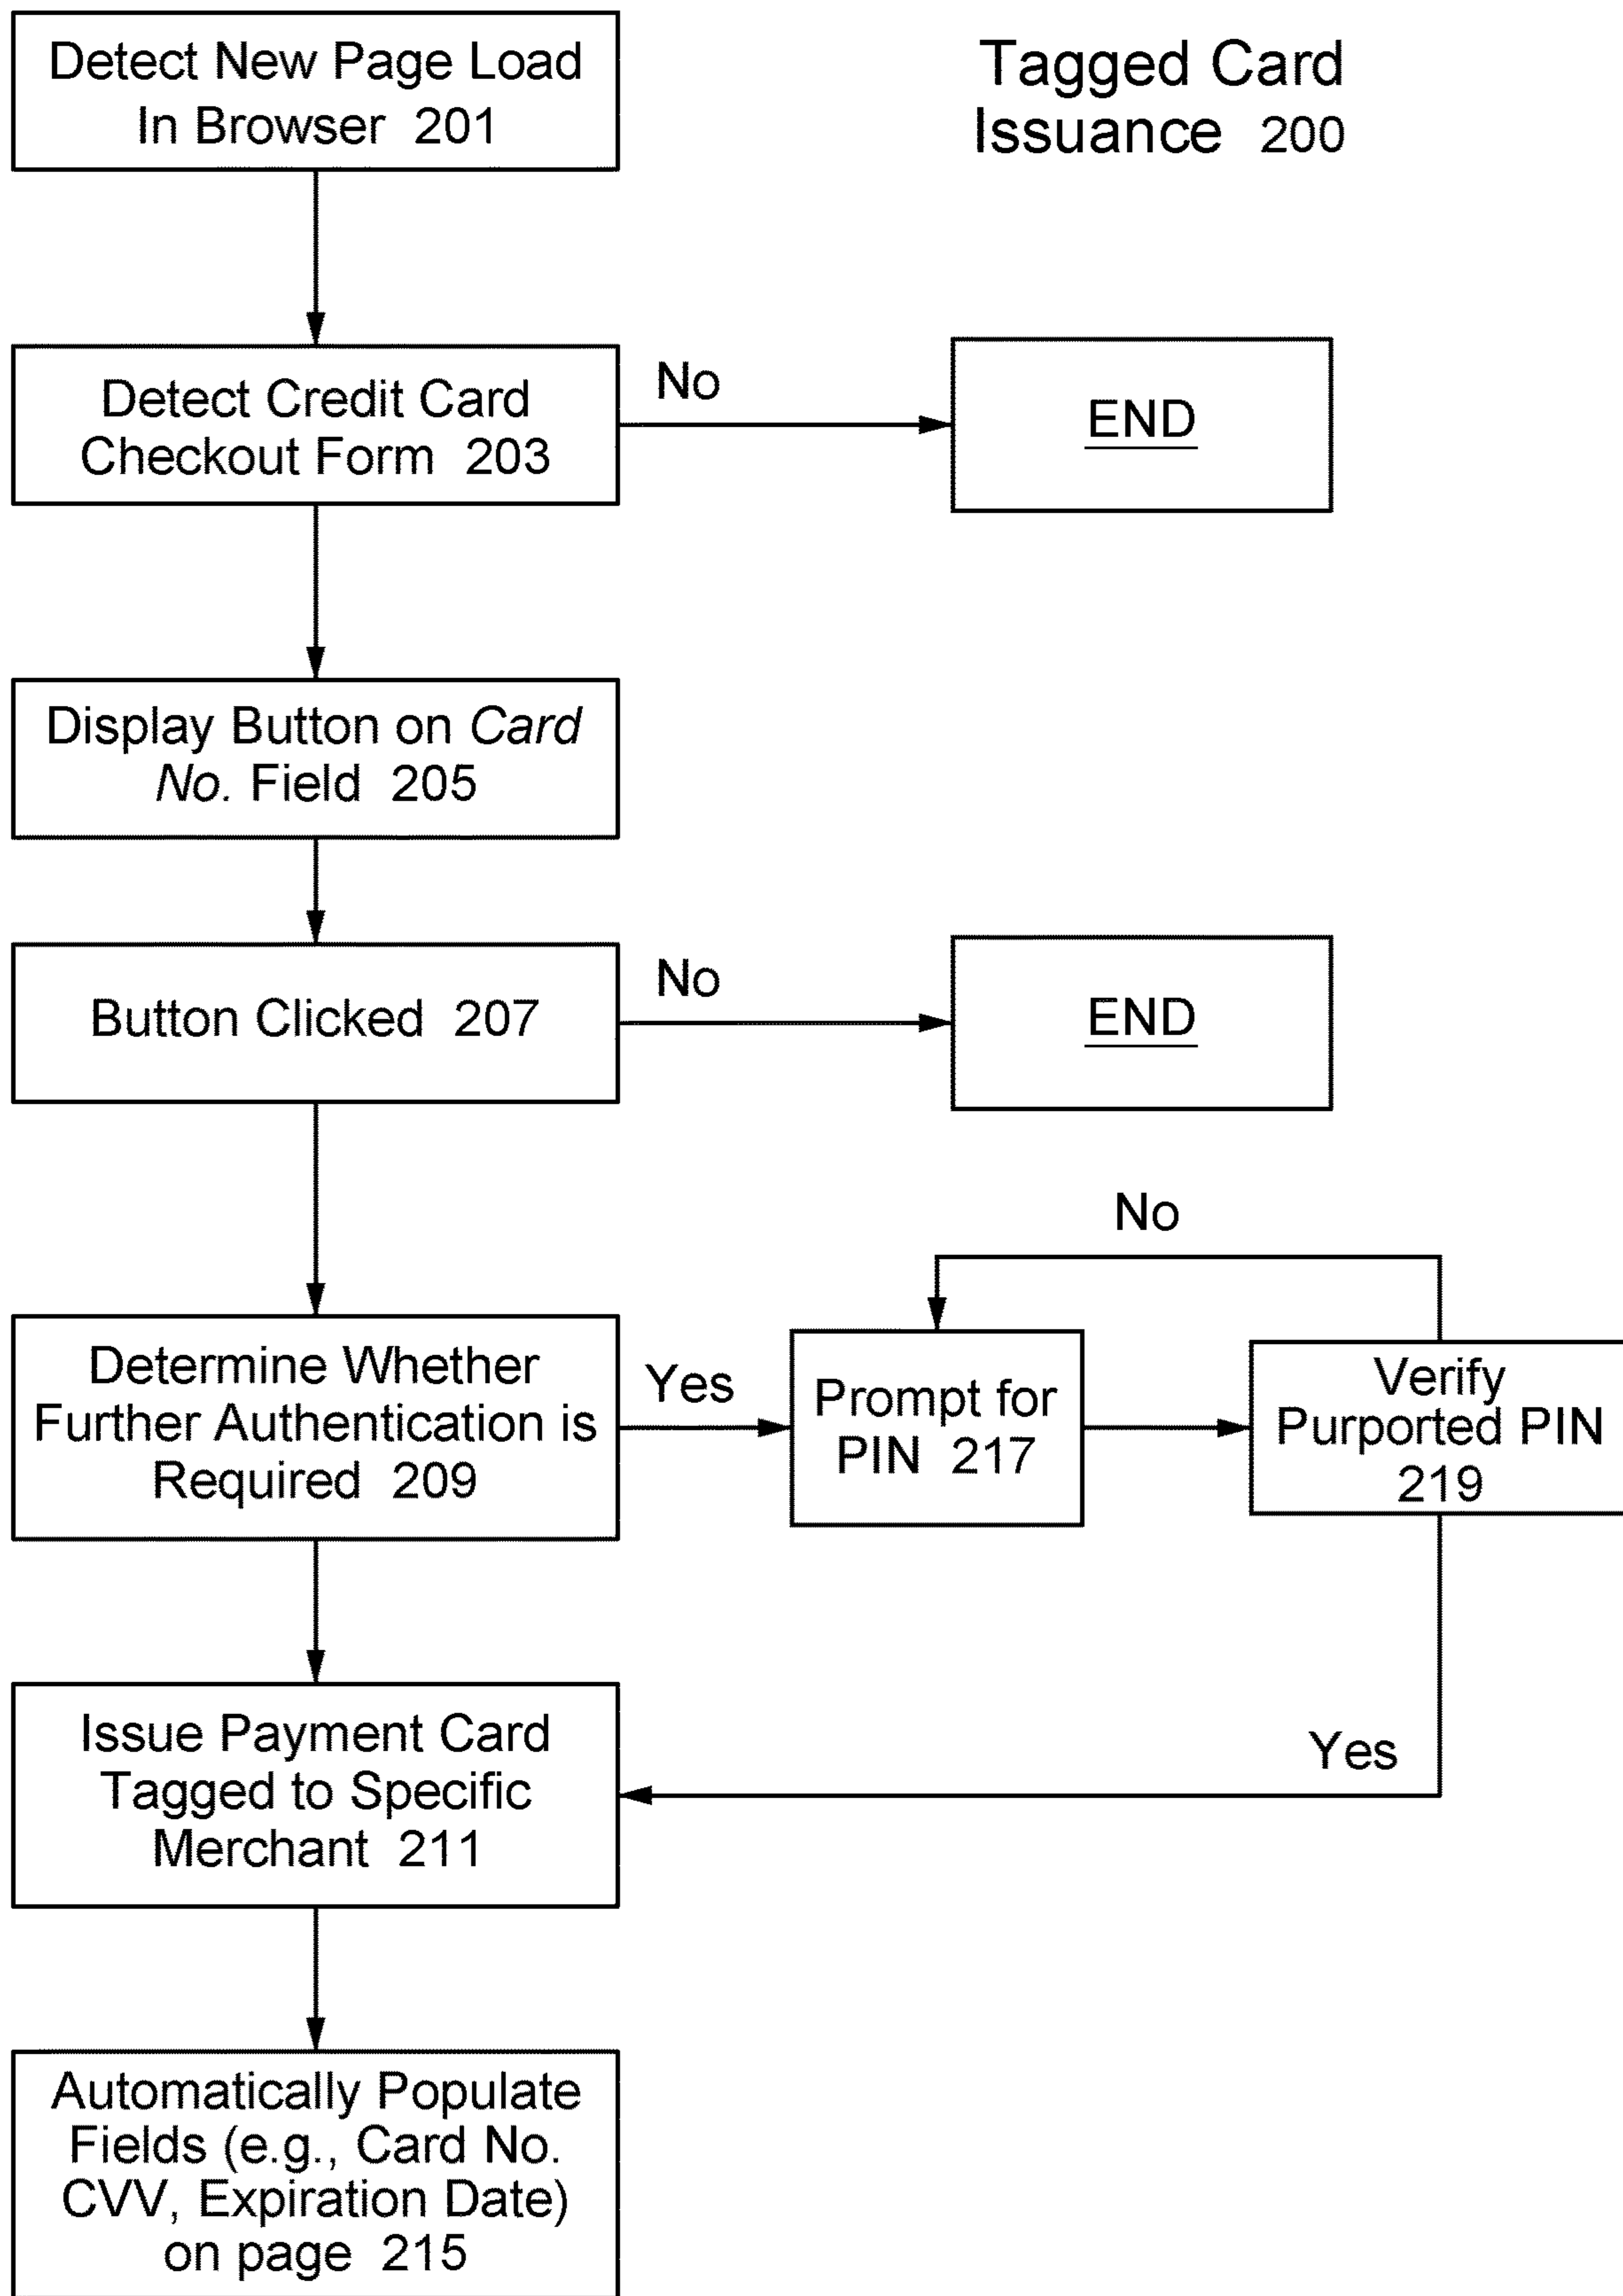 Tagged Card
Issuance 200
Detect New Page Load
In Browser 201
Detect Credit Card
Checkout Form 203
No
END
Display Button on Card
No. Field 205
Button Clicked 207
No
END
Determine Whether
Further Authentication is
Required 209
Yes
Prompt for
PIN 217
No
Verify
Purported PIN
219
Yes
Issue Payment Card
Tagged to Specific
Merchant 211
Automatically Populate
Fields (e.g., Card No.
CVV, Expiration Date)
on page 215